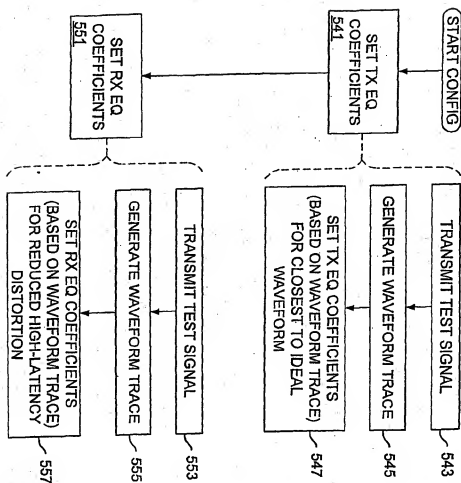 START CONFIG
SET TX EQ
COEFFICIENTS
541
TRANSMIT TEST SIGNAL
543
GENERATE WAVEFORM TRACE
545
SET TX EQ COEFFICIENTS
(BASED ON WAVEFORM TRACE)
FOR CLOSEST TO IDEAL
WAVEFORM
547
SET RX EQ
COEFFICIENTS
551
TRANSMIT TEST SIGNAL
553
GENERATE WAVEFORM TRACE
555
SET RX EQ COEFFICIENTS
(BASED ON WAVEFORM TRACE)
FOR REDUCED HIGH-LATENCY
DISTORTION
557